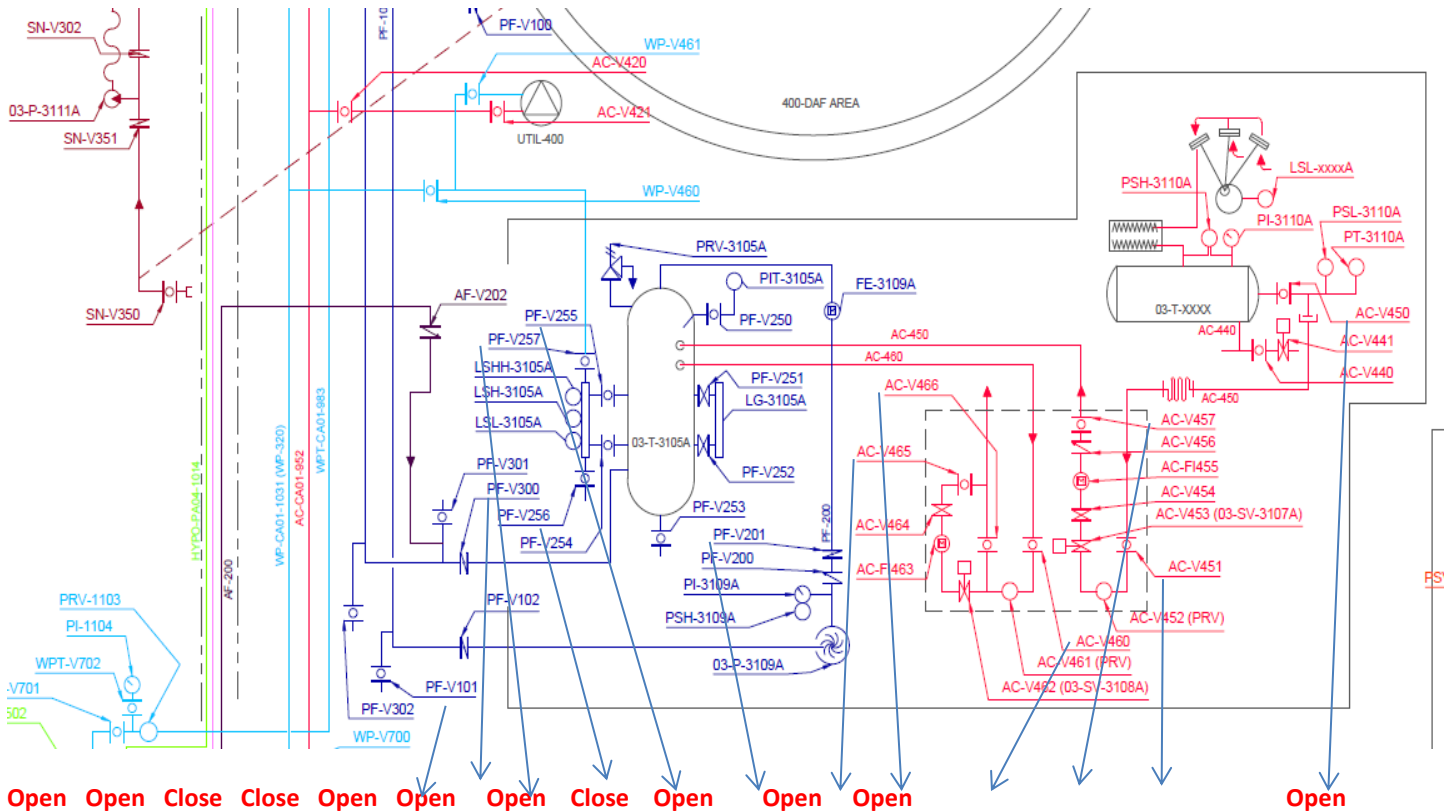 SN-V302
PF-10
PF-V100
WP-V461
AC-V420
400-DAF AREA
03-P-3111A
AC-V421
SN-V351
UTIL-400
LSL-xxxxA
PSH-3110A
WP-V460
PI-3110A
PSL-3110A
PT-3110A
PRV-3105A
PIT-3105A
FE-3109A
AF-V202
SN-V350
PF-V255
PF-V250
03-T-XXXX
AC-V450
AC-450
AC-440
PF-V257
AC-V441
LSHH-3105A
AC-460
PF-V251
AC-V466
AC-V440
LSH-3105A
LG-3105A
AC-450
LSL-3105A
AC-V457
03-T-3105A
AC-V456
HYPO-PA04-1014
WP-CA01-1031 (WP-320)
AC-CA01-952
WPT-CA01-983
PF-V301
AC-V465
PF-V252
AC-FI455
PF-V300
AC-V454
PF-V256
PF-V253
PF-200
AC-V464
AC-V453 (03-SV-3107A)
PF-V254
PF-V201
PF-V200
AC-FI463
AC-V451
AF-200
PI-3109A
PRV-1103
PF-V102
PSH-3109A
AC-V452 (PRV)
PI-1104
AC-V460
WPT-V702
03-P-3109A
AC-V461 (PRV)
-V701
PF-V101
AC-V462 (03-SV-3108A)
PF-V302
502
WP-V700
PSV
Open Open Close Close Open Open Open Close Open Open Open Open